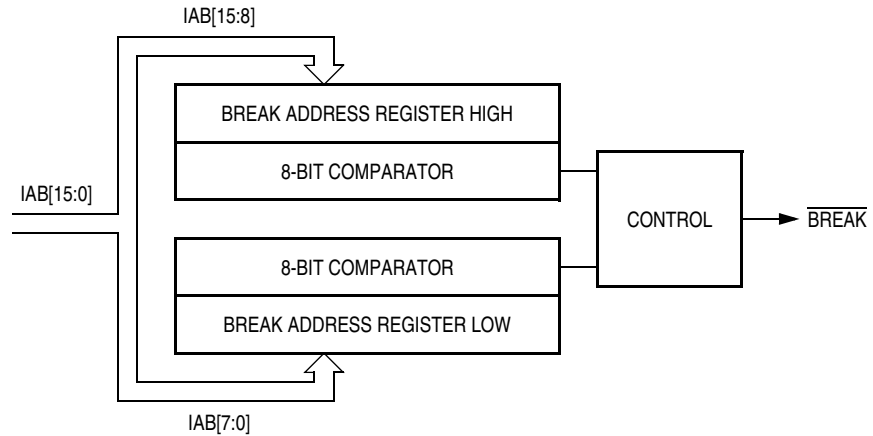 IAB[15:8]
BREAK ADDRESS REGISTER HIGH
8-BIT COMPARATOR
IAB[15:0]
CONTROL
BREAK
8-BIT COMPARATOR
BREAK ADDRESS REGISTER LOW
IAB[7:0]